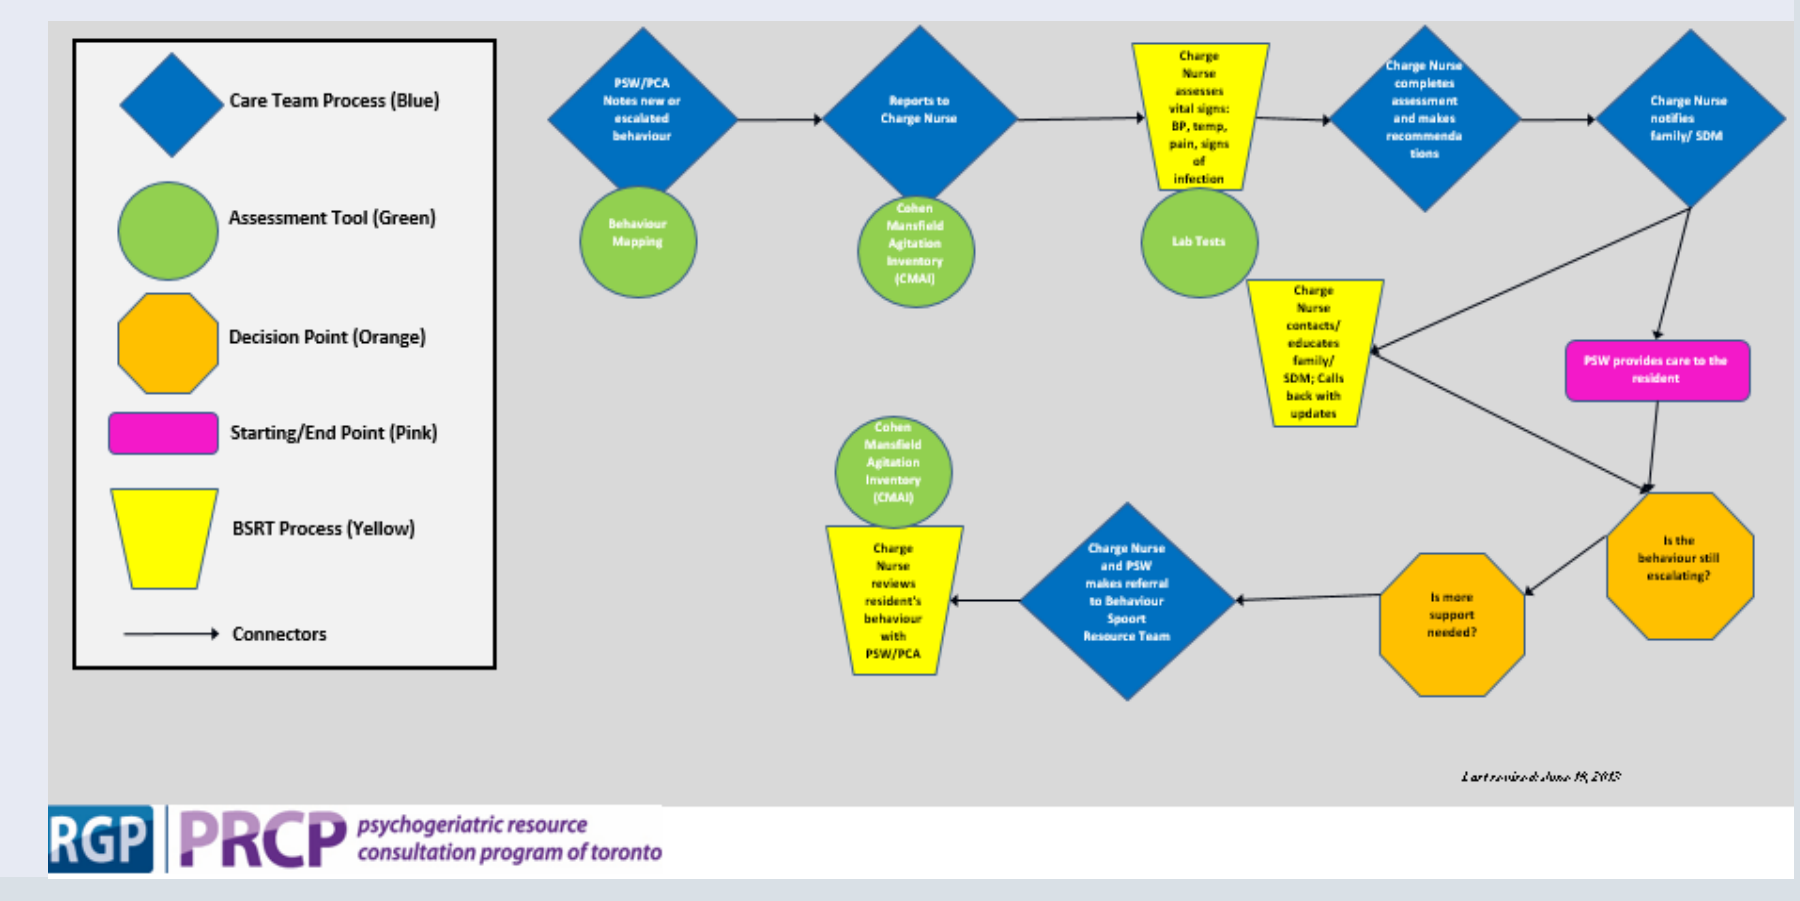 Care Team Process (Blue)
Assessment Tool (Green)
Decision Point (Orange)
Starting/End Point (Pink)
BSRT Process (Yellow)
Connectors
PSW/PCA
Notes new or
escalated
behaviour
Behaviour
Mapping
Reports to
Charge Nurse
Cohen
Mansfield
Agitation
Inventory
(CMAI)
Charge
Nurse
assesses
vital signs:
BP, temp,
pain, signs
of
infection
Lab Tests
Charge Nurse
completes
assessment
and makes
recommenda
tions
Charge Nurse
notifies
family/ SDM
Charge
Nurse
contacts/
educates
family/
SDM; Calls
back with
updates
PSW provides care to the
resident
Is the
behaviour still
escalating?
Is more
support
needed?
Charge Nurse
and PSW
makes referral
to Behaviour
Spoort
Resource Team
Cohen
Mansfield
Agitation
Inventory
(CMAI)
Charge
Nurse
reviews
resident's
behaviour
with
PSW/PCA
Last revised: June 18, 2013
RGP
PRCP
psychogeriatric resource
consultation program of toronto